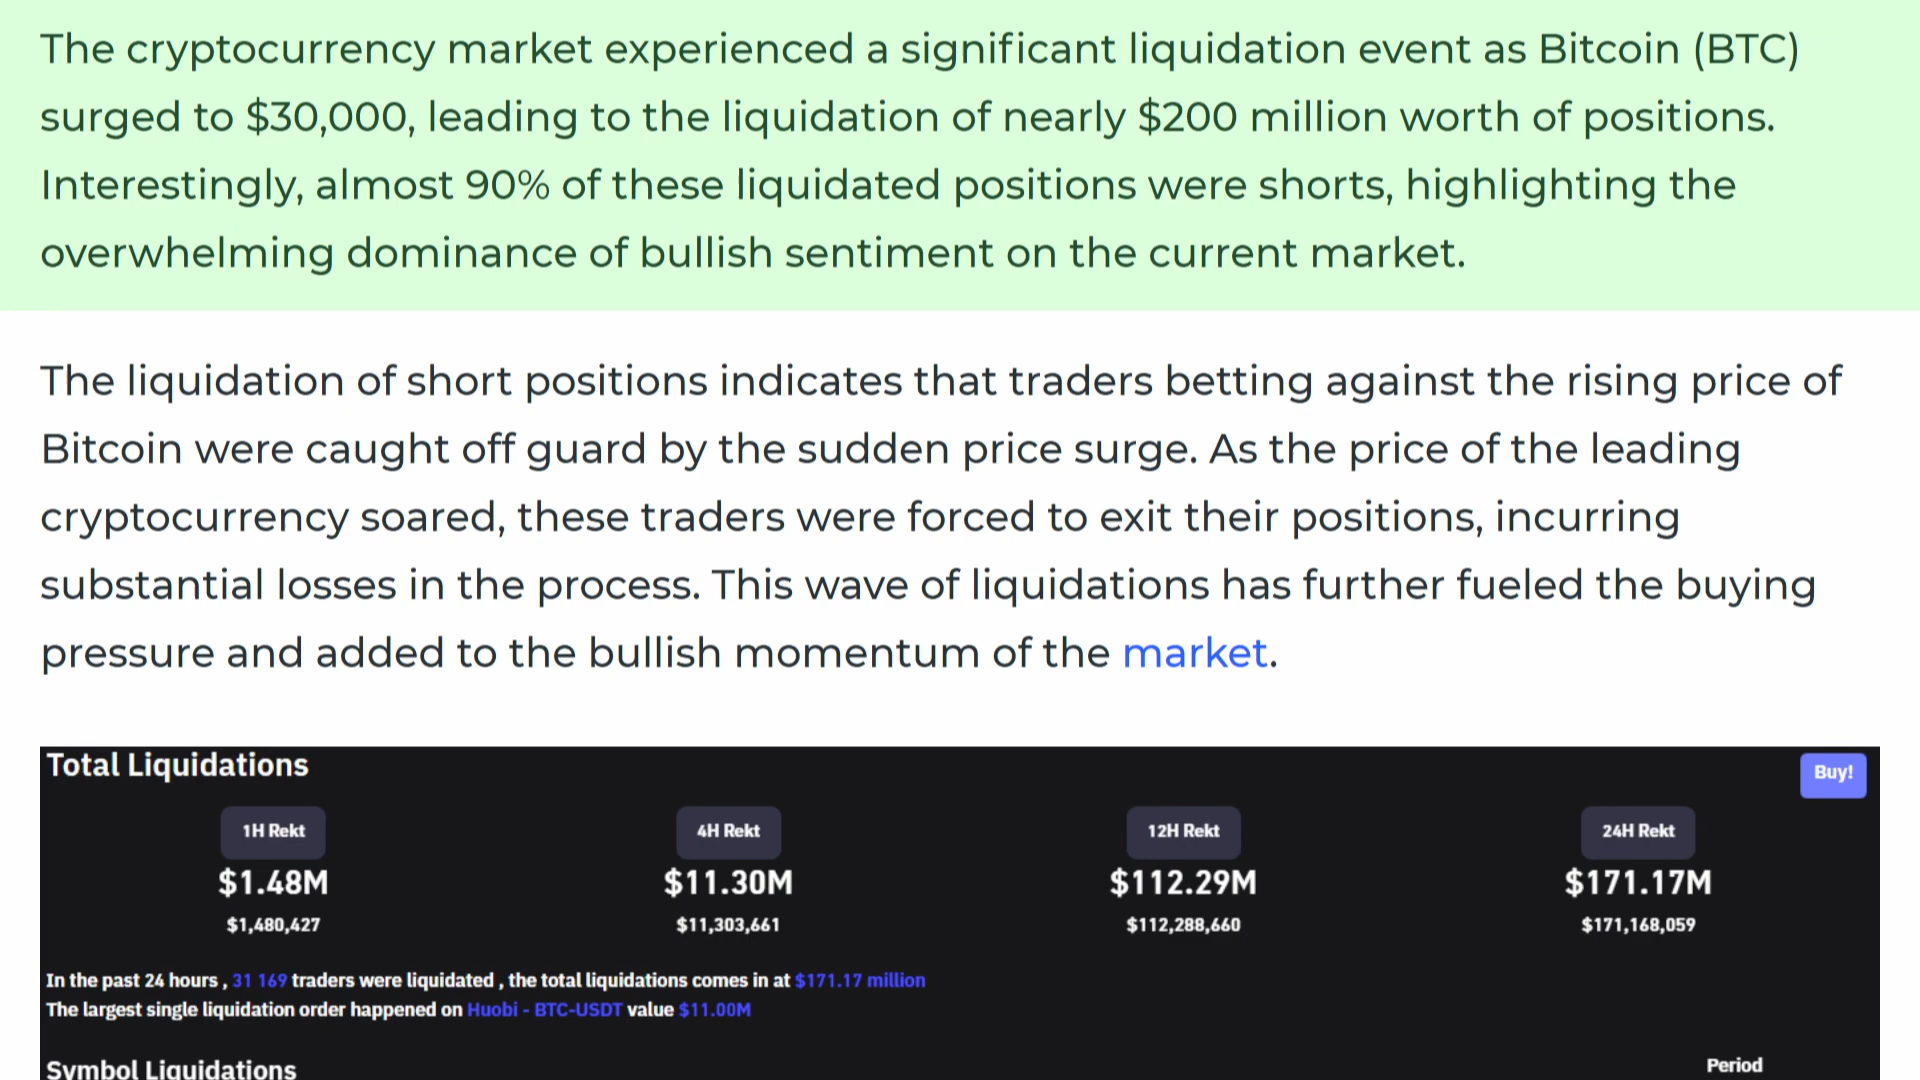 The cryptocurrency market experienced a significant liquidation event as Bitcoin (BTC)
surged to $30,000, leading to the liquidation of nearly $200 million worth of positions.
Interestingly, almost 90% of these liquidated positions were shorts, highlighting the
overwhelming dominance of bullish sentiment on the current market.
The liquidation of short positions indicates that traders betting against the rising price of
Bitcoin were caught off guard by the sudden price surge. As the price of the leading
cryptocurrency soared, these traders were forced to exit their positions, incurring
substantial losses in the process. This wave of liquidations has further fueled the buying
pressure and added to the bullish momentum of the market.
Total Liquidations
Buy!
1H Rekt
4H Rekt
12H Rekt
24H Rekt
$1.48M
$11.30M
$112.29M
$171.17M
$1,480,427
$11,303,661
$112,288,660
$171,168,059
In the past 24 hours , 31 169 traders were liquidated , the total liquidations comes in at $171.17 million
The largest single liquidation order happened on Huobi - BTC-USDT value $11.00M
Symbol Liquidations
Period